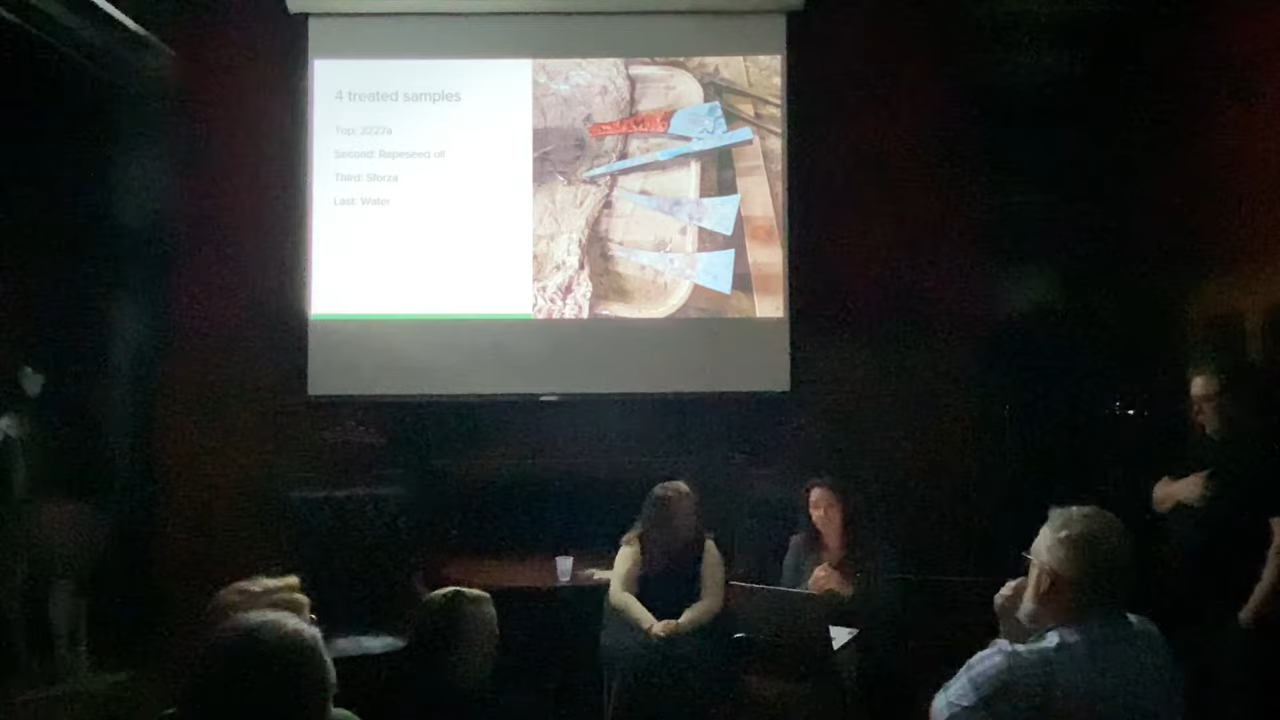 4 treated samples
Top: 3227a
Second: Rapeseed oil
Third: Sforza
Last: Water